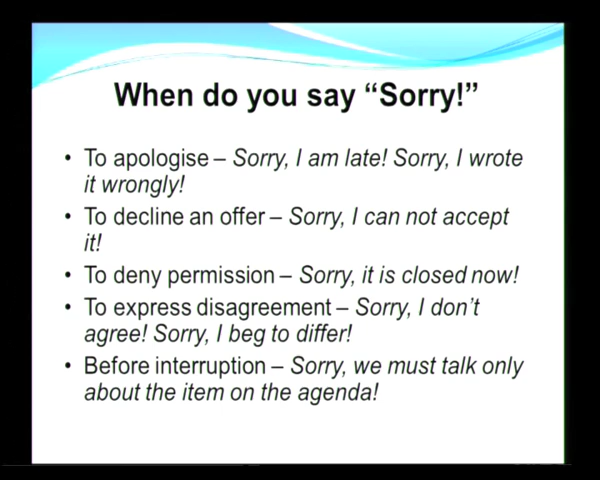 When do you say “Sorry!”
• To apologise – Sorry, I am late! Sorry, I wrote
it wrongly!
• To decline an offer – Sorry, I can not accept
it!
• To deny permission – Sorry, it is closed now!
• To express disagreement – Sorry, I don’t
agree! Sorry, I beg to differ!
• Before interruption – Sorry, we must talk only
about the item on the agenda!